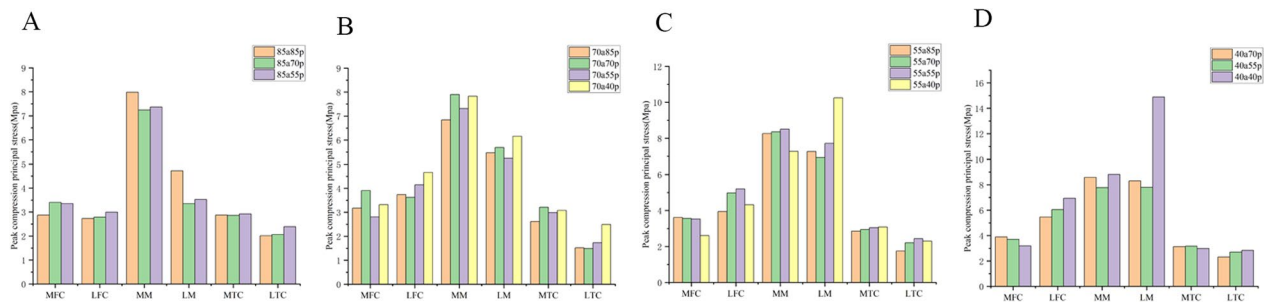 A
85a85p
85a70p
85a55p
Peak compression principal stress(Mpa)
9
8
7
6
5
4
3
2
1
0
MFC LFC MM LM MTC LTC
B
70a85p
70a70p
70a55p
70a40p
Peak compression principal stress(Mpa)
9
8
7
6
5
4
3
2
1
0
MFC LFC MM LM MTC LTC
C
55a85p
55a70p
55a55p
55a40p
Peak compression principal stress(Mpa)
12
10
8
6
4
2
0
MFC LFC MM LM MTC LTC
D
40a70p
40a55p
40a40p
Peak compression principal stress(Mpa)
16
14
12
10
8
6
4
2
0
MFC LFC MM LM MTC LTC